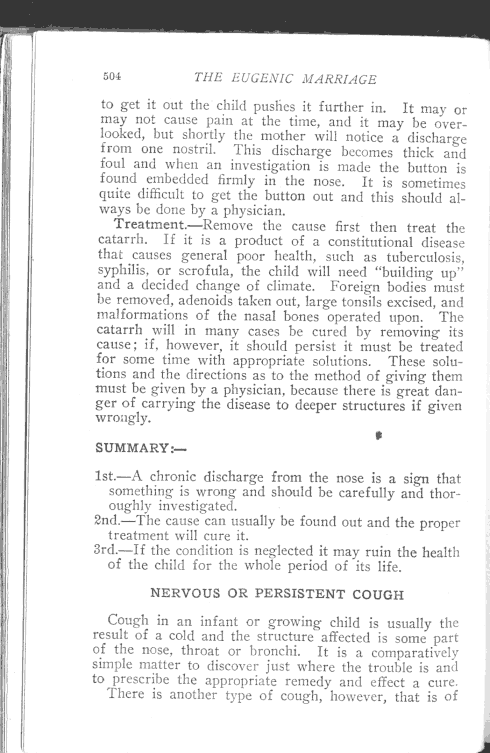 504 THE EUGENIC MARRIAGE
to get it out the child pushes it further in. It may or
may not cause pain at the time, and it may be over-
looked, but shortly the mother will notice a discharge
from one nostril. This discharge becomes thick and
foul and when an investigation is made the button is
found embedded firmly in the nose. It is sometimes
quite difficult to get the button out and this should al-
ways be done by a physician.
Treatment.—Remove the cause first then treat the
catarrh. If it is a product of a constitutional disease
that causes general poor health, such as tuberculosis,
syphilis, or scrofula, the child will need "building up"
and a decided change of climate. Foreign bodies must
be removed, adenoids taken out, large tonsils excised, and
malformations of the nasal bones operated upon. The
catarrh will in many cases be cured by removing its
cause; if, however, it should persist it must be treated
for some time with appropriate solutions. These solu-
tions and the directions as to the method of giving them
must be given by a physician, because there is great dan-
ger of carrying the disease to deeper structures if given
wrongly.
SUMMARY:—
1st.—A chronic discharge from the nose is a sign that
something is wrong and should be carefully and thor-
oughly investigated.
2nd.—The cause can usually be found out and the proper
treatment will cure it.
3rd.—If the condition is neglected it may ruin the health
of the child for the whole period of its life.
NERVOUS OR PERSISTENT COUGH
Cough in an infant or growing child is usually the
result of a cold and the structure affected is some part
of the nose, throat or bronchi. It is a comparatively
simple matter to discover just where the trouble is and
to prescribe the appropriate remedy and effect a cure.
There is another type of cough, however, that is of